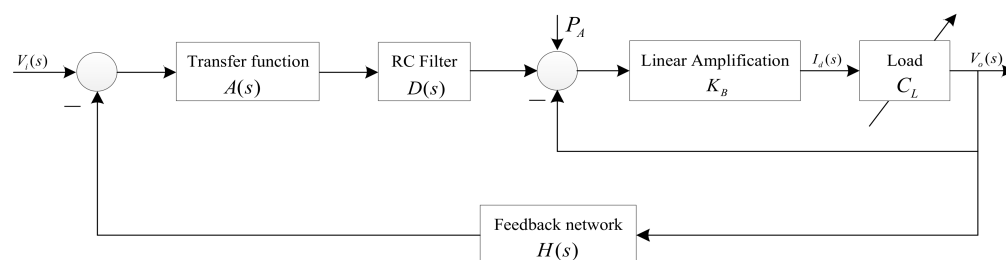 V_i(s)
Transfer function
A(s)
RC Filter
D(s)
P_A
Linear Amplification
K_B
I_d(s)
Load
C_L
V_o(s)
−
−
Feedback network
H(s)